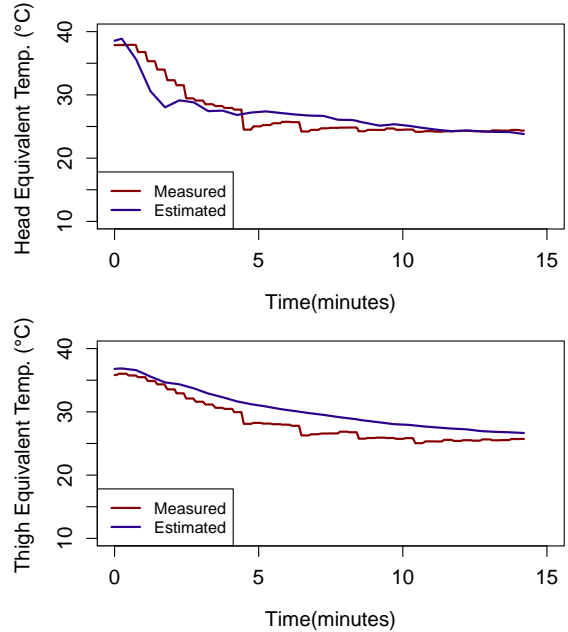 Head Equivalent Temp. (°C)
40
30
20
10
Measured
Estimated
0
5
10
15
Time(minutes)
Thigh Equivalent Temp. (°C)
40
30
20
10
Measured
Estimated
0
5
10
15
Time(minutes)